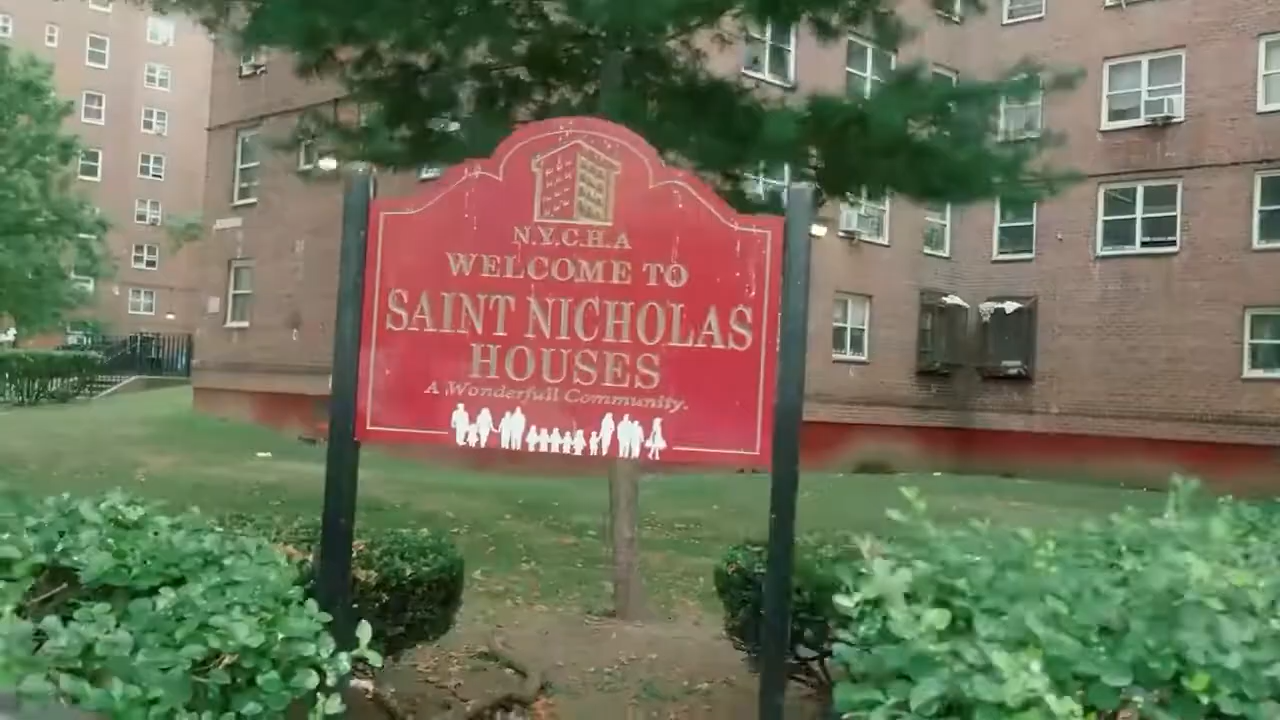 N.Y.C.H.A
WELCOME TO
SAINT NICHOLAS
HOUSES
A Wonderfull Community.